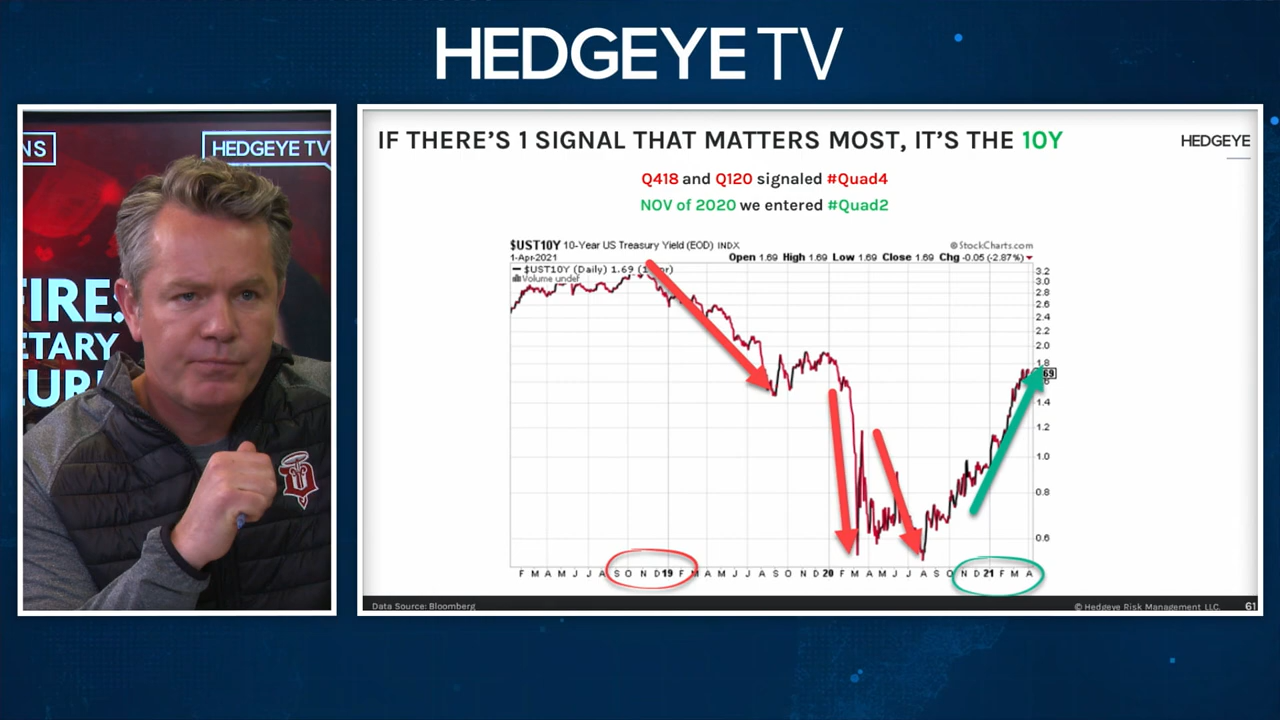 HEDGEYE TV
NS
HEDGEYE TV
FIRE.
ETARY
URI
IF THERE'S 1 SIGNAL THAT MATTERS MOST, IT'S THE 10Y
HEDGEYE
Q418 and Q120 signaled #Quad4
NOV of 2020 we entered #Quad2
$UST10Y 10-Year US Treasury Yield (EOD) INDX
© StockCharts.com
1-Apr-2021
Open 1.69 High 1.69 Low 1.69 Close 1.69 Chg -0.05 (-2.87%)
$UST10Y (Daily) 1.69 (1
Volume undef
3.2
3.0
2.8
2.6
2.4
2.2
2.0
1.8
69
1.4
1.2
1.0
0.8
0.6
F M A M J J A S O N D 19 F M A M J J A S O N D 20 F M A M J J A S O N D 21 F M A
Data Source: Bloomberg
© Hedgeye Risk Management LLC.
61